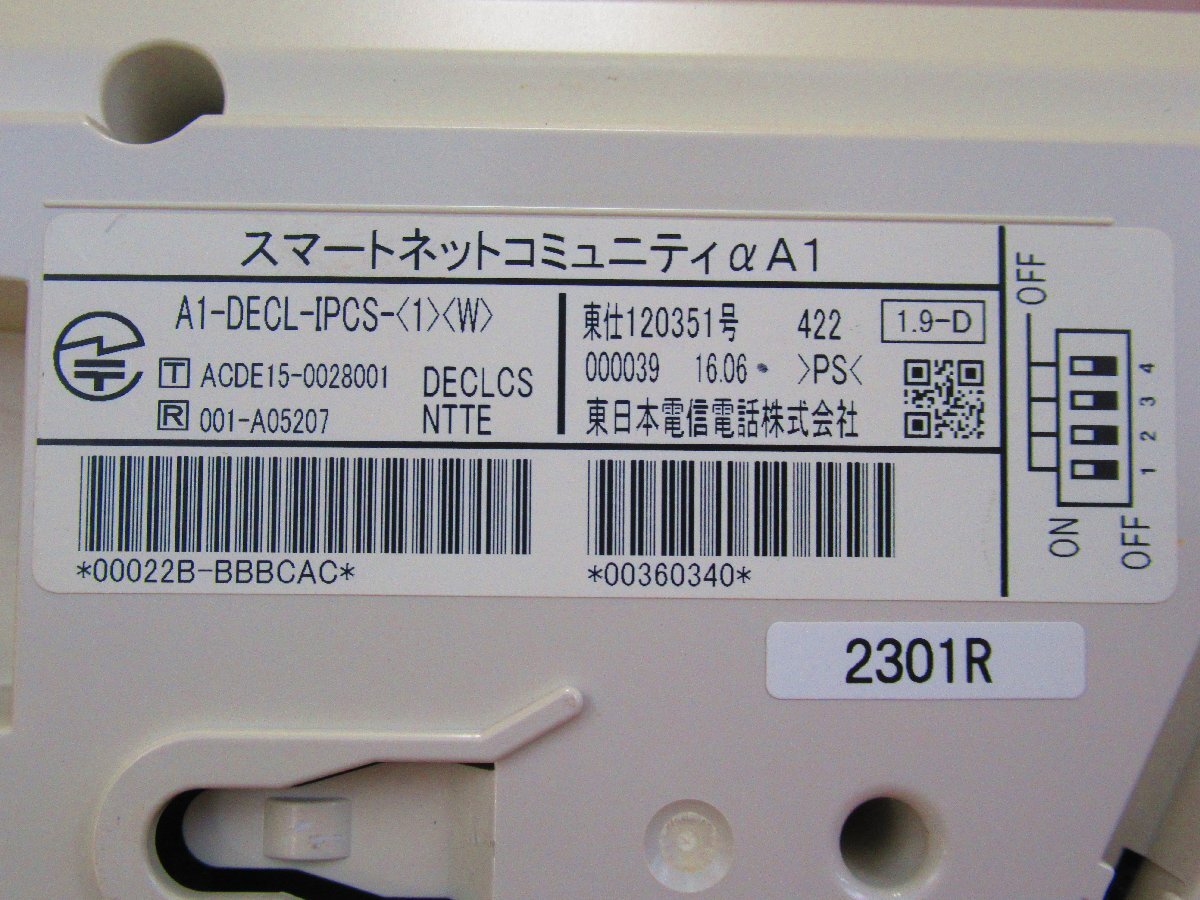 スマートネットコミュニティαA1
A1-DECL-IPCS-<1><W>
T ACDE15-0028001
R 001-A05207
DECLCS
NTTE
東仕120351号 422 1.9-D
000039 16.06 >PS<
東日本電信電話株式会社
*00022B-BBBCAC*
*00360340*
OFF
4
3
2
1
ON
OFF
2301R